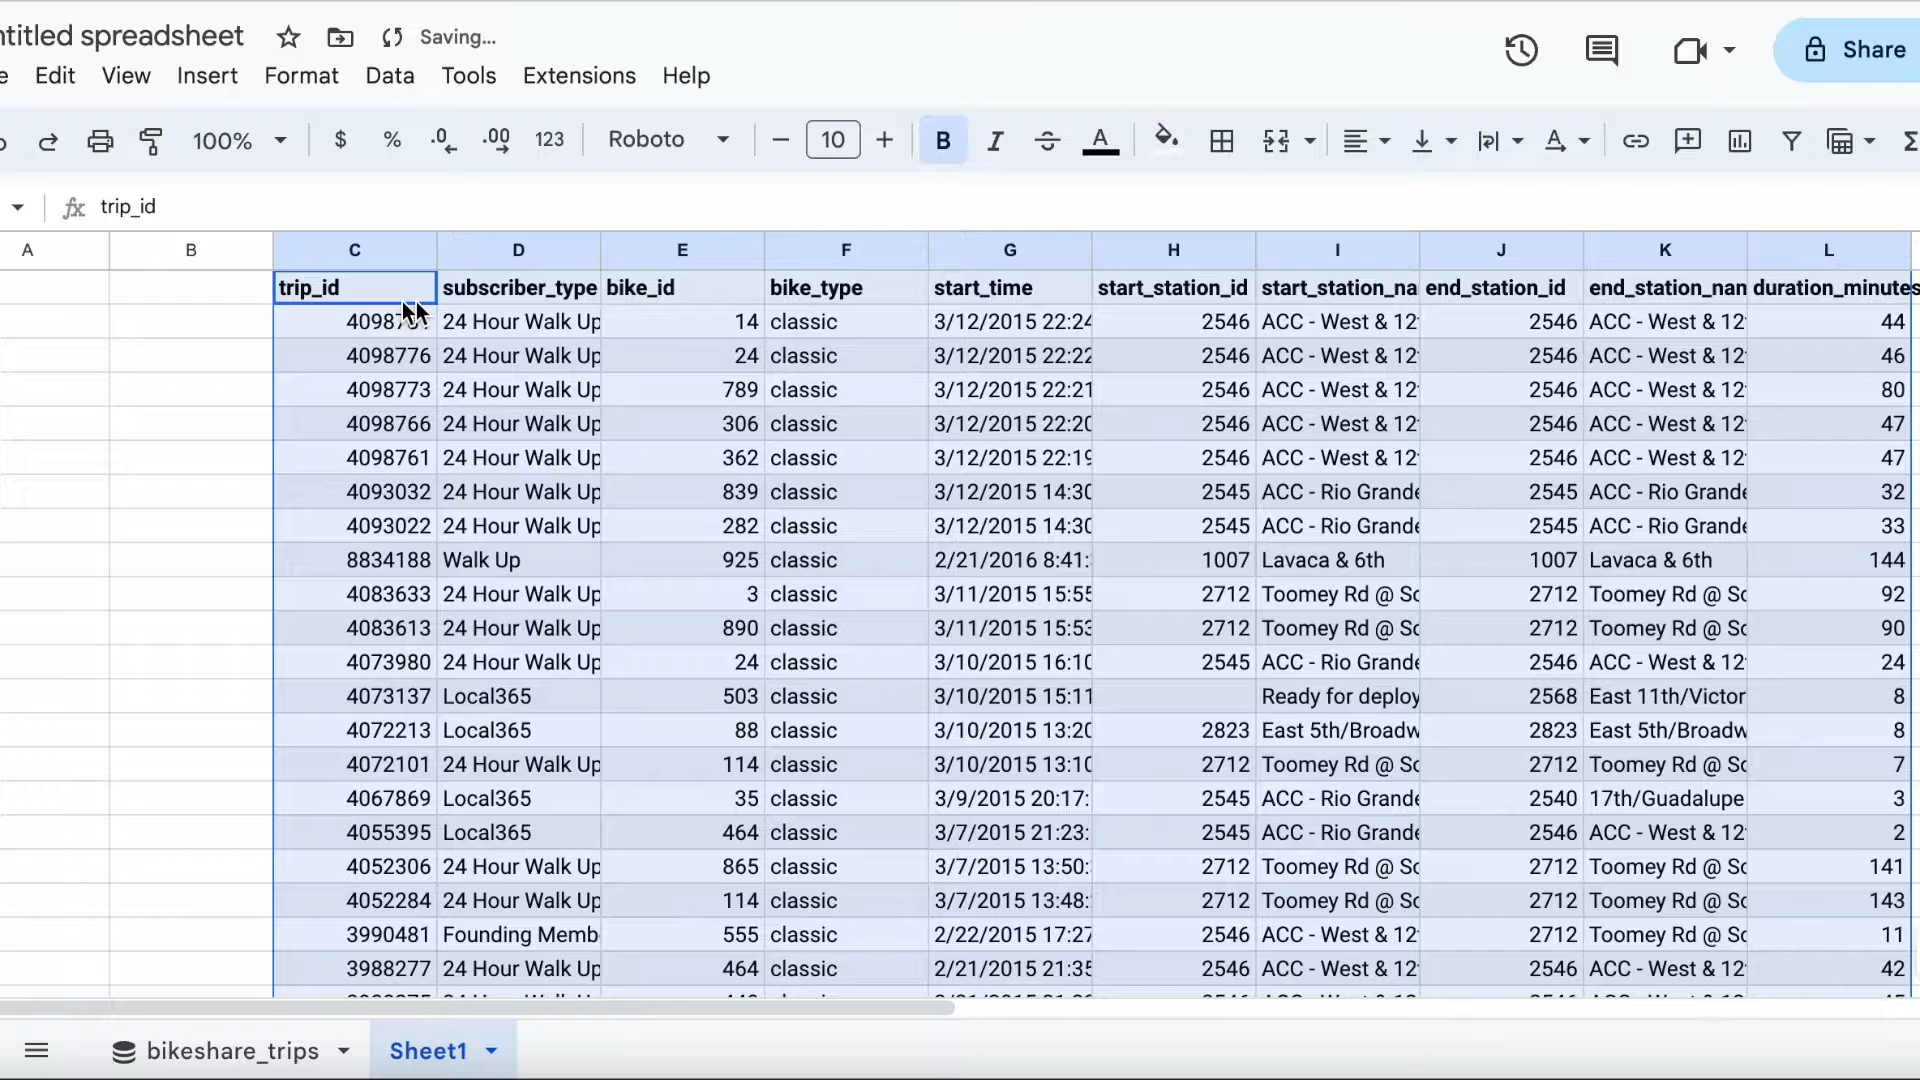 ntitled spreadsheet Saving...
e Edit View Insert Format Data Tools Extensions Help
Share
100% $ % .0 .00 123 Roboto 10 B I S A
fx trip_id
A B C D E F G H I J K L
trip_id subscriber_type bike_id bike_type start_time start_station_id start_station_na end_station_id end_station_nan duration_minutes
24 Hour Walk Up 14 classic 3/12/2015 22:24 2546 ACC - West & 12 2546 ACC - West & 12 44
4098776 24 Hour Walk Up 24 classic 3/12/2015 22:22 2546 ACC - West & 12 2546 ACC - West & 12 46
4098773 24 Hour Walk Up 789 classic 3/12/2015 22:21 2546 ACC - West & 12 2546 ACC - West & 12 80
4098766 24 Hour Walk Up 306 classic 3/12/2015 22:20 2546 ACC - West & 12 2546 ACC - West & 12 47
4098761 24 Hour Walk Up 362 classic 3/12/2015 22:19 2546 ACC - West & 12 2546 ACC - West & 12 47
4093032 24 Hour Walk Up 839 classic 3/12/2015 14:30 2545 ACC - Rio Grande 2545 ACC - Rio Grande 32
4093022 24 Hour Walk Up 282 classic 3/12/2015 14:30 2545 ACC - Rio Grande 2545 ACC - Rio Grande 33
8834188 Walk Up 925 classic 2/21/2016 8:41: 1007 Lavaca & 6th 1007 Lavaca & 6th 144
4083633 24 Hour Walk Up 3 classic 3/11/2015 15:55 2712 Toomey Rd @ Sc 2712 Toomey Rd @ Sc 92
4083613 24 Hour Walk Up 890 classic 3/11/2015 15:53 2712 Toomey Rd @ Sc 2712 Toomey Rd @ Sc 90
4073980 24 Hour Walk Up 24 classic 3/10/2015 16:10 2545 ACC - Rio Grande 2546 ACC - West & 12 24
4073137 Local365 503 classic 3/10/2015 15:11 Ready for deploy 2568 East 11th/Victor 8
4072213 Local365 88 classic 3/10/2015 13:20 2823 East 5th/Broadw 2823 East 5th/Broadw 8
4072101 24 Hour Walk Up 114 classic 3/10/2015 13:10 2712 Toomey Rd @ Sc 2712 Toomey Rd @ Sc 7
4067869 Local365 35 classic 3/9/2015 20:17: 2545 ACC - Rio Grande 2540 17th/Guadalupe 3
4055395 Local365 464 classic 3/7/2015 21:23: 2545 ACC - Rio Grande 2546 ACC - West & 12 2
4052306 24 Hour Walk Up 865 classic 3/7/2015 13:50: 2712 Toomey Rd @ Sc 2712 Toomey Rd @ Sc 141
4052284 24 Hour Walk Up 114 classic 3/7/2015 13:48: 2712 Toomey Rd @ Sc 2712 Toomey Rd @ Sc 143
3990481 Founding Memb 555 classic 2/22/2015 17:27 2546 ACC - West & 12 2712 Toomey Rd @ Sc 11
3988277 24 Hour Walk Up 464 classic 2/21/2015 21:35 2546 ACC - West & 12 2546 ACC - West & 12 42
bikeshare_trips Sheet1